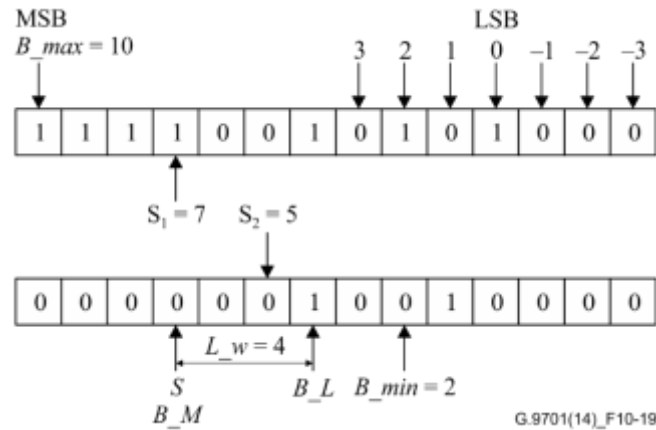 MSB LSB
B_max = 10 3 2 1 0 –1 –2 –3
1 1 1 1 0 0 1 0 1 0 1 0 0 0
S₁ = 7 S₂ = 5
0 0 0 0 0 0 1 0 0 1 0 0 0 0
L_w = 4
S B_L B_min = 2
B_M
G.9701(14)_F10-19